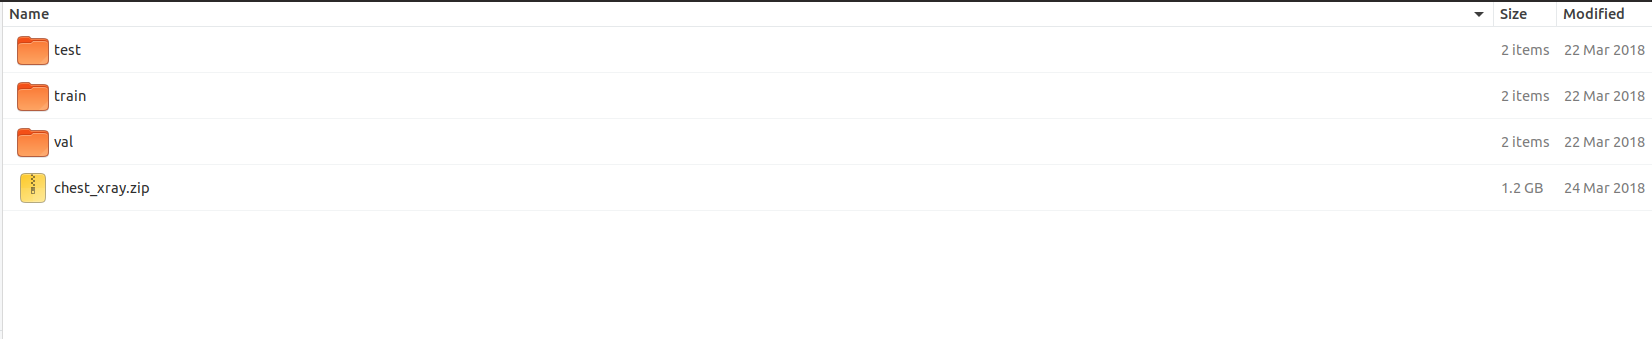 Name Size Modified
test 2 items 22 Mar 2018
train 2 items 22 Mar 2018
val 2 items 22 Mar 2018
chest_xray.zip 1.2 GB 24 Mar 2018